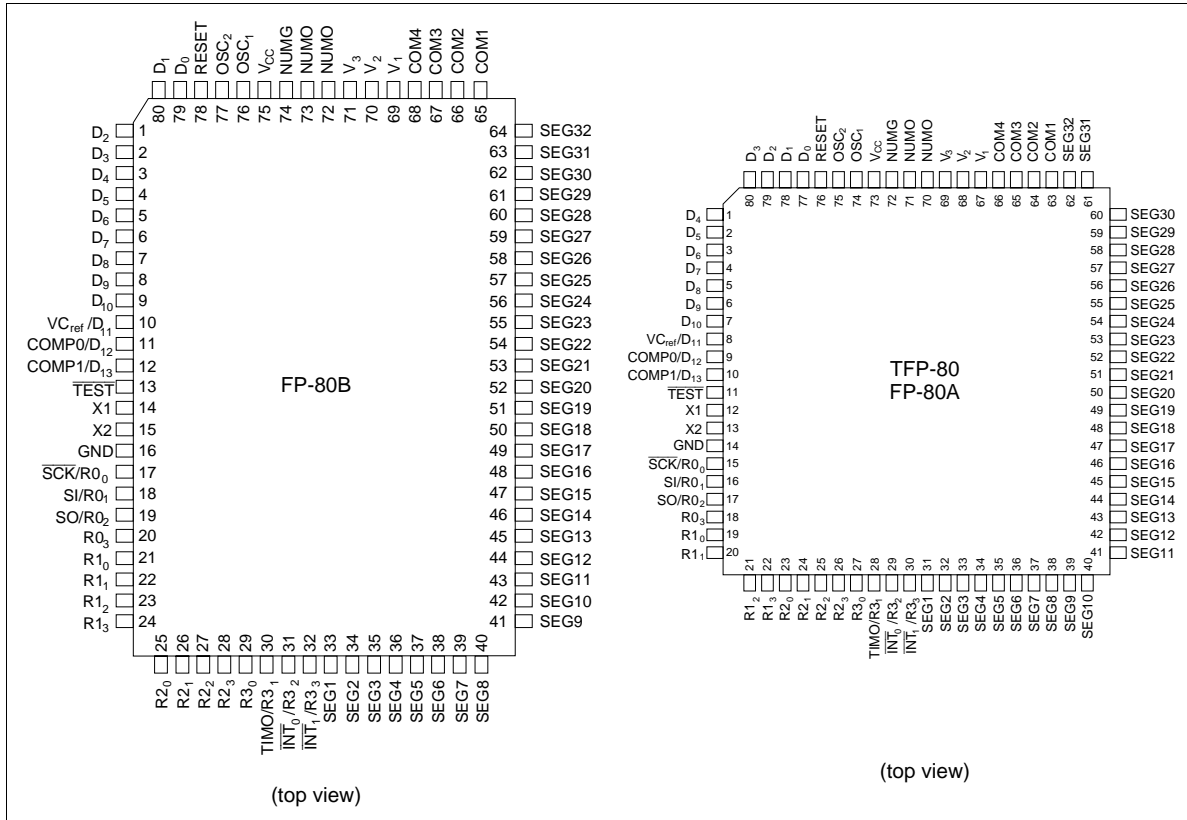 D₁ D₀ RESET OSC₂ OSC₁ V_CC NUMG NUMO NUMO V₃ V₂ V₁ COM4 COM3 COM2 COM1
80 79 78 77 76 75 74 73 72 71 70 69 68 67 66 65
D₂ 1
D₃ 2
D₄ 3
D₅ 4
D₆ 5
D₇ 6
D₈ 7
D₉ 8
D₁₀ 9
VC_ref/D₁₁ 10
COMP0/D₁₂ 11
COMP1/D₁₃ 12
T̅E̅S̅T̅ 13
X1 14
X2 15
GND 16
S̅C̅K̅/R0₀ 17
SI/R0₁ 18
SO/R0₂ 19
R0₃ 20
R1₀ 21
R1₁ 22
R1₂ 23
R1₃ 24
FP-80B
64 SEG32
63 SEG31
62 SEG30
61 SEG29
60 SEG28
59 SEG27
58 SEG26
57 SEG25
56 SEG24
55 SEG23
54 SEG22
53 SEG21
52 SEG20
51 SEG19
50 SEG18
49 SEG17
48 SEG16
47 SEG15
46 SEG14
45 SEG13
44 SEG12
43 SEG11
42 SEG10
41 SEG9
25 26 27 28 29 30 31 32 33 34 35 36 37 38 39 40
R2₀ R2₁ R2₂ R2₃ R3₀ TIMO/R3₁ I̅N̅T̅₀/R3₂ I̅N̅T̅₁/R3₃ SEG1 SEG2 SEG3 SEG4 SEG5 SEG6 SEG7 SEG8
(top view)
D₃ D₂ D₁ D₀ RESET OSC₂ OSC₁ V_CC NUMG NUMO NUMO V₃ V₂ V₁ COM4 COM3 COM2 COM1 SEG32 SEG31
80 79 78 77 76 75 74 73 72 71 70 69 68 67 66 65 64 63 62 61
D₄ 1
D₅ 2
D₆ 3
D₇ 4
D₈ 5
D₉ 6
D₁₀ 7
VC_ref/D₁₁ 8
COMP0/D₁₂ 9
COMP1/D₁₃ 10
T̅E̅S̅T̅ 11
X1 12
X2 13
GND 14
S̅C̅K̅/R0₀ 15
SI/R0₁ 16
SO/R0₂ 17
R0₃ 18
R1₀ 19
R1₁ 20
TFP-80
FP-80A
60 SEG30
59 SEG29
58 SEG28
57 SEG27
56 SEG26
55 SEG25
54 SEG24
53 SEG23
52 SEG22
51 SEG21
50 SEG20
49 SEG19
48 SEG18
47 SEG17
46 SEG16
45 SEG15
44 SEG14
43 SEG13
42 SEG12
41 SEG11
21 22 23 24 25 26 27 28 29 30 31 32 33 34 35 36 37 38 39 40
R1₂ R1₃ R2₀ R2₁ R2₂ R2₃ R3₀ TIMO/R3₁ I̅N̅T̅₀/R3₂ I̅N̅T̅₁/R3₃ SEG1 SEG2 SEG3 SEG4 SEG5 SEG6 SEG7 SEG8 SEG9 SEG10
(top view)